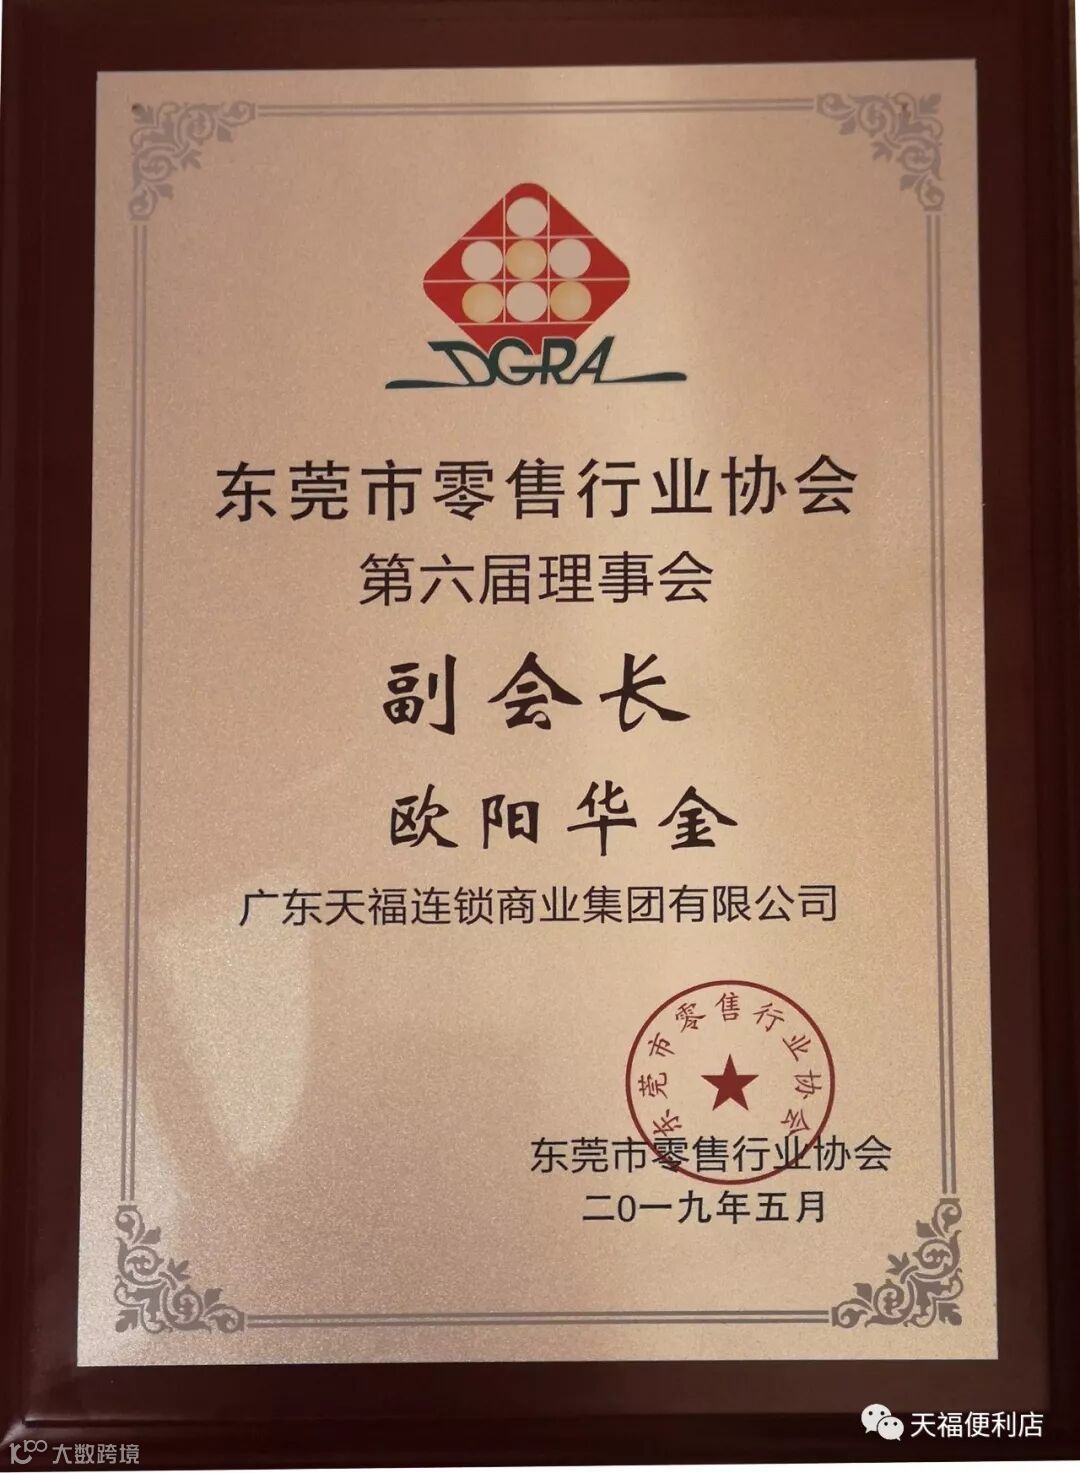 DGRA
东莞市零售行业协会
第六届理事会
副会长
欧阳华金
广东天福连锁商业集团有限公司
东莞市零售行业协会
东莞市零售行业协会
二0一九年五月
天福便利店
大数跨境